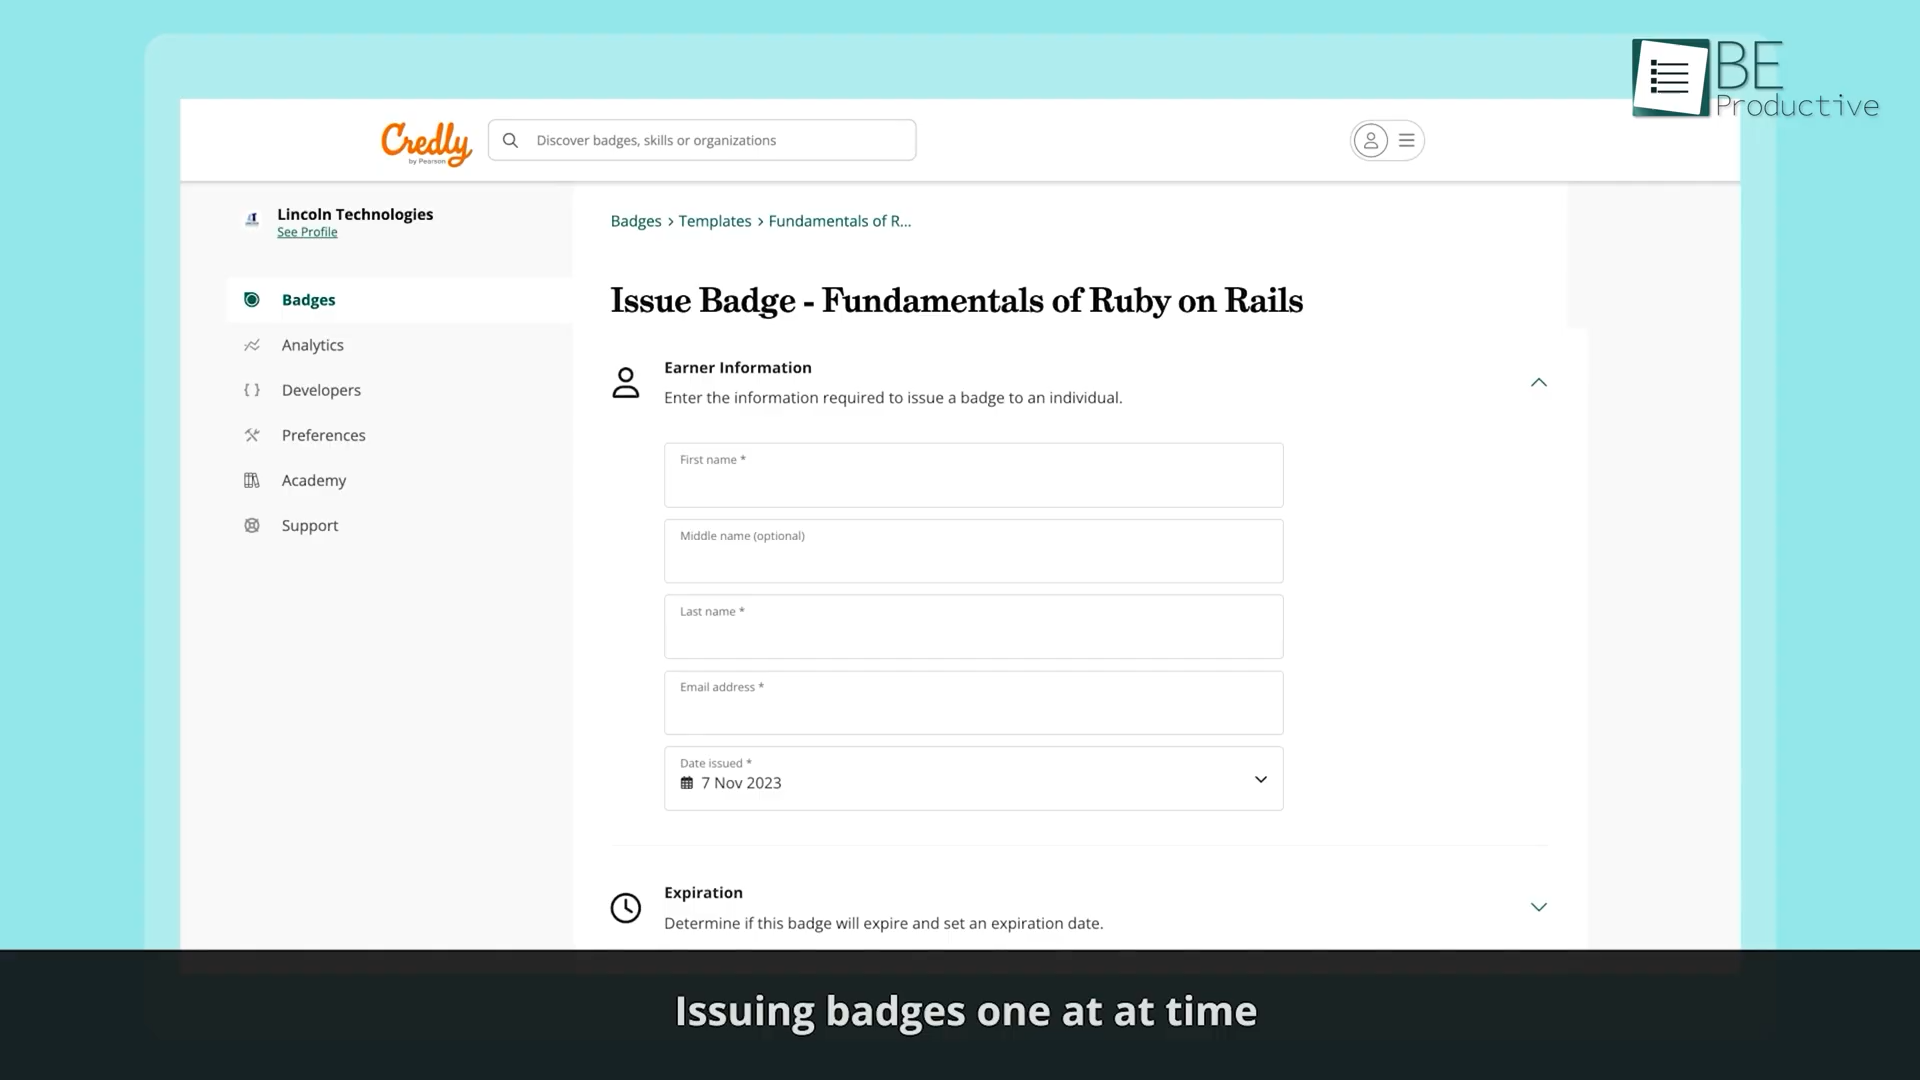 BE
Productive
Credly
by Pearson
Discover badges, skills or organizations
Lincoln Technologies
See Profile
Badges
Analytics
Developers
Preferences
Academy
Support
Badges > Templates > Fundamentals of R...
Issue Badge - Fundamentals of Ruby on Rails
Earner Information
Enter the information required to issue a badge to an individual.
First name *
Middle name (optional)
Last name *
Email address *
Date issued *
7 Nov 2023
Expiration
Determine if this badge will expire and set an expiration date.
Issuing badges one at at time